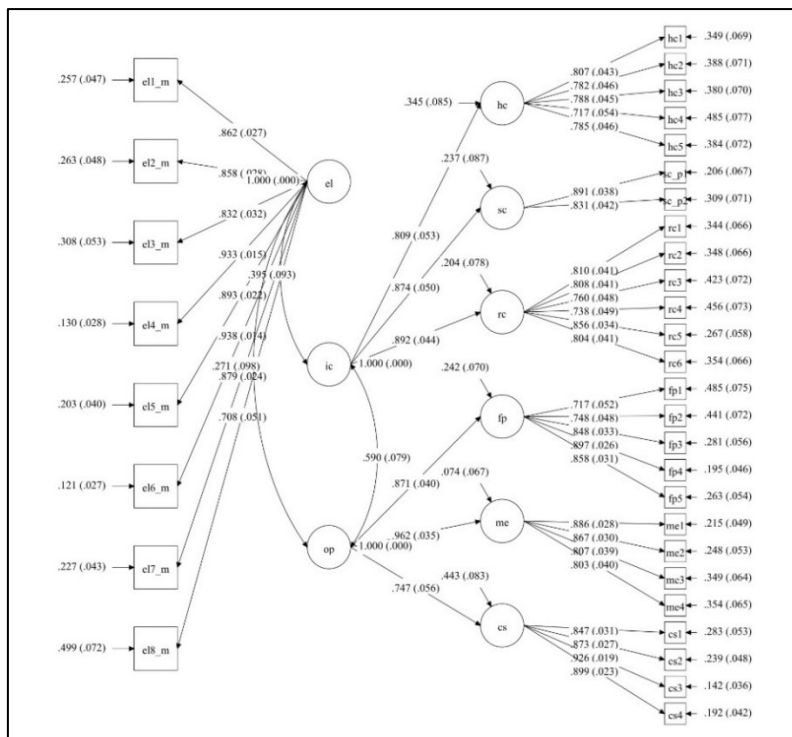 .257 (.047)
el1_m
.263 (.048)
el2_m
.308 (.053)
el3_m
.130 (.028)
el4_m
.203 (.040)
el5_m
.121 (.027)
el6_m
.227 (.043)
el7_m
.499 (.072)
el8_m
.862 (.027)
.858 (.028)
.832 (.032)
.933 (.015)
.893 (.022)
.938 (.014)
.879 (.024)
.708 (.051)
1.000 (.000)
el
.395 (.093)
.271 (.098)
ic
1.000 (.000)
.590 (.079)
op
1.000 (.000)
.809 (.053)
.874 (.050)
.892 (.044)
.871 (.040)
.962 (.035)
.747 (.056)
.345 (.085)
hc
.237 (.087)
sc
.204 (.078)
rc
.242 (.070)
fp
.074 (.067)
me
.443 (.083)
cs
.807 (.043)
.782 (.046)
.788 (.045)
.717 (.054)
.785 (.046)
.891 (.038)
.831 (.042)
.810 (.041)
.808 (.041)
.760 (.048)
.738 (.049)
.856 (.034)
.804 (.041)
.717 (.052)
.748 (.048)
.848 (.033)
.897 (.026)
.858 (.031)
.886 (.028)
.867 (.030)
.807 (.039)
.803 (.040)
.847 (.031)
.873 (.027)
.926 (.019)
.899 (.023)
hc1 .349 (.069)
hc2 .388 (.071)
hc3 .380 (.070)
hc4 .485 (.077)
hc5 .384 (.072)
sc_p1 .206 (.067)
sc_p2 .309 (.071)
rc1 .344 (.066)
rc2 .348 (.066)
rc3 .423 (.072)
rc4 .456 (.073)
rc5 .267 (.058)
rc6 .354 (.066)
fp1 .485 (.075)
fp2 .441 (.072)
fp3 .281 (.056)
fp4 .195 (.046)
fp5 .263 (.054)
me1 .215 (.049)
me2 .248 (.053)
me3 .349 (.064)
me4 .354 (.065)
cs1 .283 (.053)
cs2 .239 (.048)
cs3 .142 (.036)
cs4 .192 (.042)